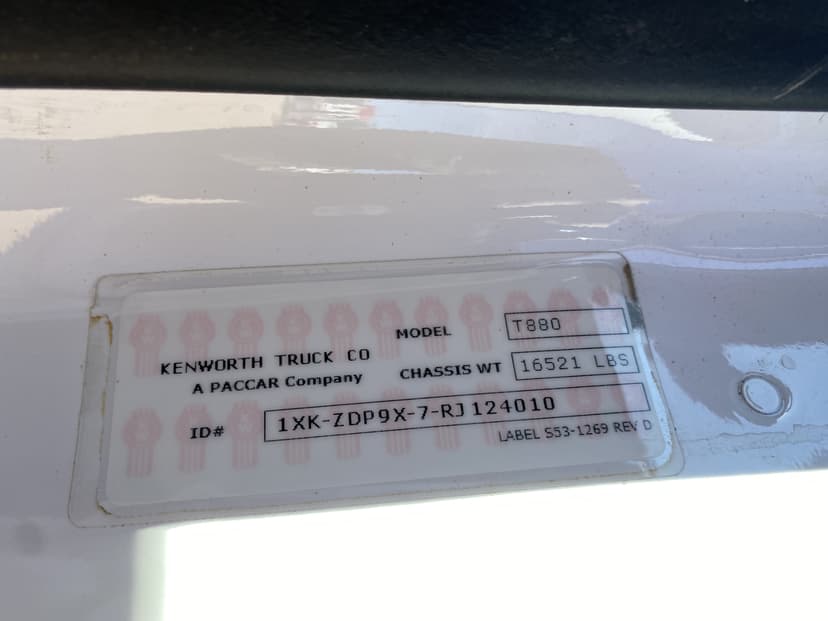 MODEL T880
KENWORTH TRUCK CO
A PACCAR Company
CHASSIS WT 16521 LBS
ID# 1XK-ZDP9X-7-RJ124010
LABEL S53-1269 REV D